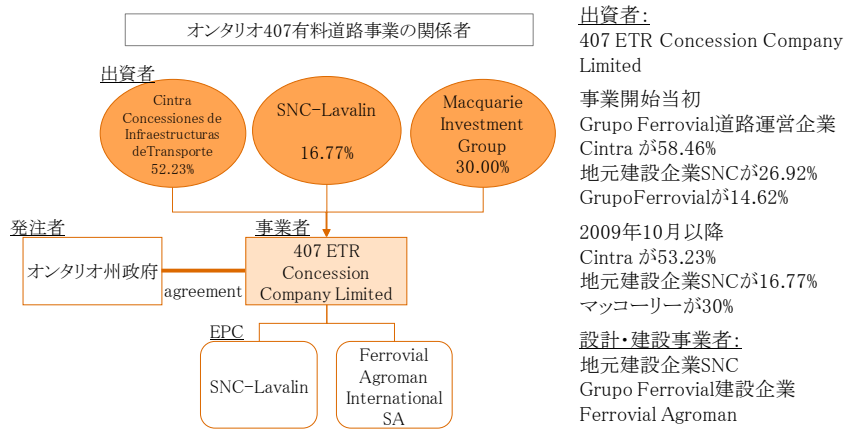 オンタリオ407有料道路事業の関係者
出資者
Cintra
Concessiones de
Infraestructuras
deTransporte
52.23%
SNC-Lavalin
16.77%
Macquarie
Investment
Group
30.00%
発注者
オンタリオ州政府
agreement
事業者
407 ETR
Concession
Company Limited
EPC
SNC-Lavalin
Ferrovial
Agroman
International
SA
出資者:
407 ETR Concession Company
Limited
事業開始当初
Grupo Ferrovial道路運営企業
Cintra が58.46%
地元建設企業SNCが26.92%
GrupoFerrovialが14.62%
2009年10月以降
Cintra が53.23%
地元建設企業SNCが16.77%
マッコーリーが30%
設計・建設事業者:
地元建設企業SNC
Grupo Ferrovial建設企業
Ferrovial Agroman